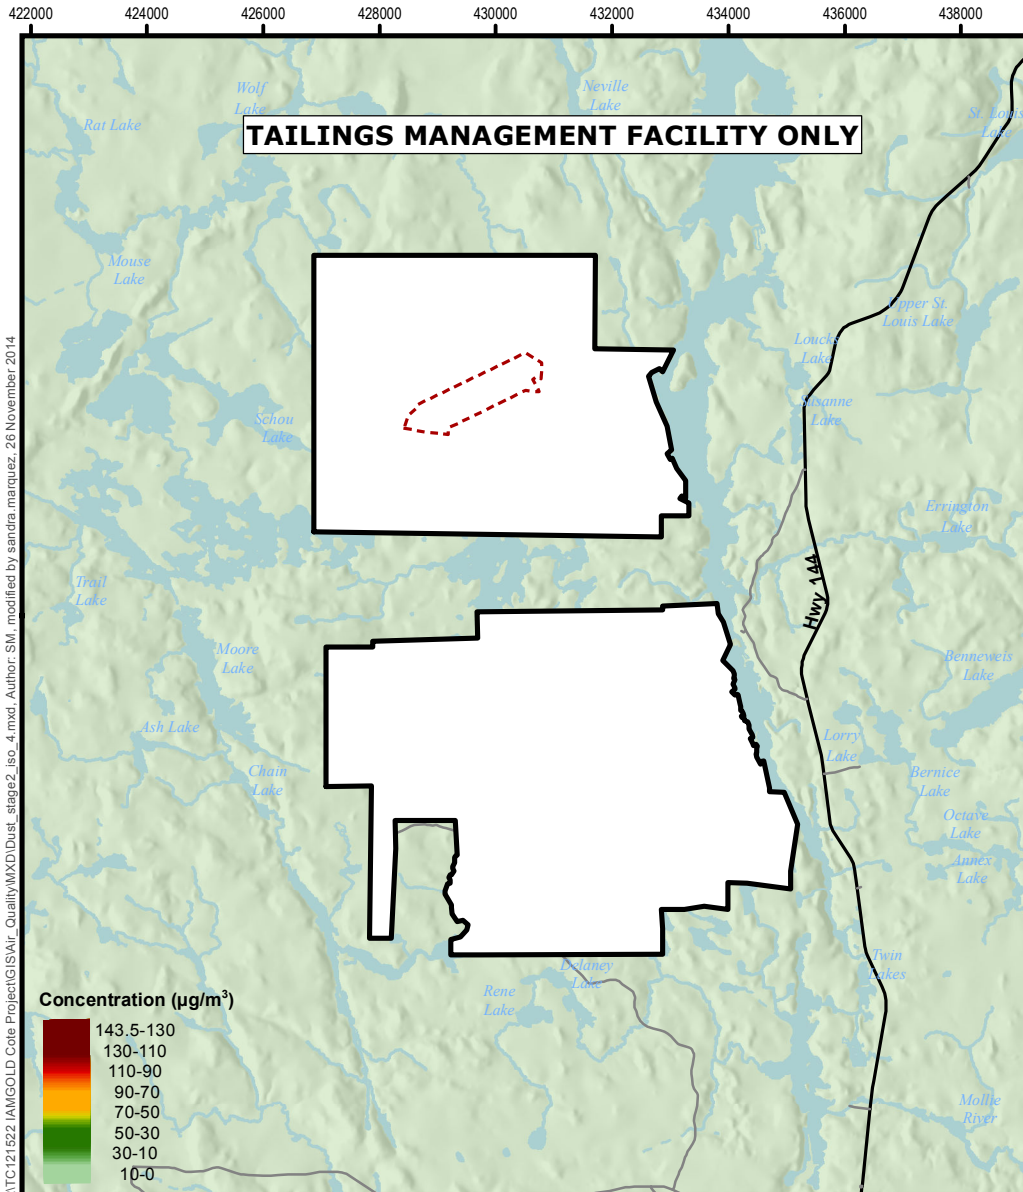 422000 424000 426000 428000 430000 432000 434000 436000 438000
Wolf
Lake
Neville
Lake
Rat Lake
St. Louis
Lake
TAILINGS MANAGEMENT FACILITY ONLY
Mouse
Lake
Upper St.
Louis Lake
Loucks
Lake
Schou
Lake
Susanne
Lake
Errington
Lake
Hwy 144
Trail
Lake
Moore
Lake
Benneweis
Lake
Ash Lake
Lorry
Lake
Chain
Lake
Bernice
Lake
Octave
Lake
Annex
Lake
Delaney
Lake
Twin
Lakes
Rene
Lake
Mollie
River
Concentration (µg/m³)
143.5-130
130-110
110-90
90-70
70-50
50-30
30-10
10-0
\TC121522 IAMGOLD Cote Project\GIS\Air_Quality\MXD\Dust_stage2_iso_4.mxd, Author: SM, modified by sandra.marquez, 26 November 2014